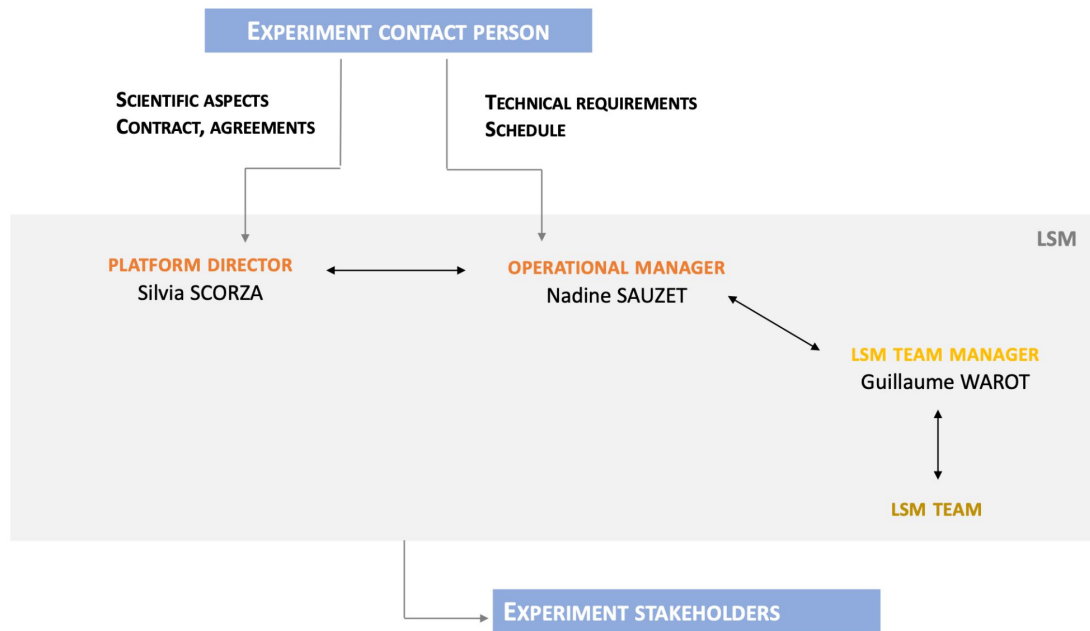 EXPERIMENT CONTACT PERSON
SCIENTIFIC ASPECTS
CONTRACT, AGREEMENTS
TECHNICAL REQUIREMENTS
SCHEDULE
LSM
PLATFORM DIRECTOR
Silvia SCORZA
OPERATIONAL MANAGER
Nadine SAUZET
LSM TEAM MANAGER
Guillaume WAROT
LSM TEAM
EXPERIMENT STAKEHOLDERS